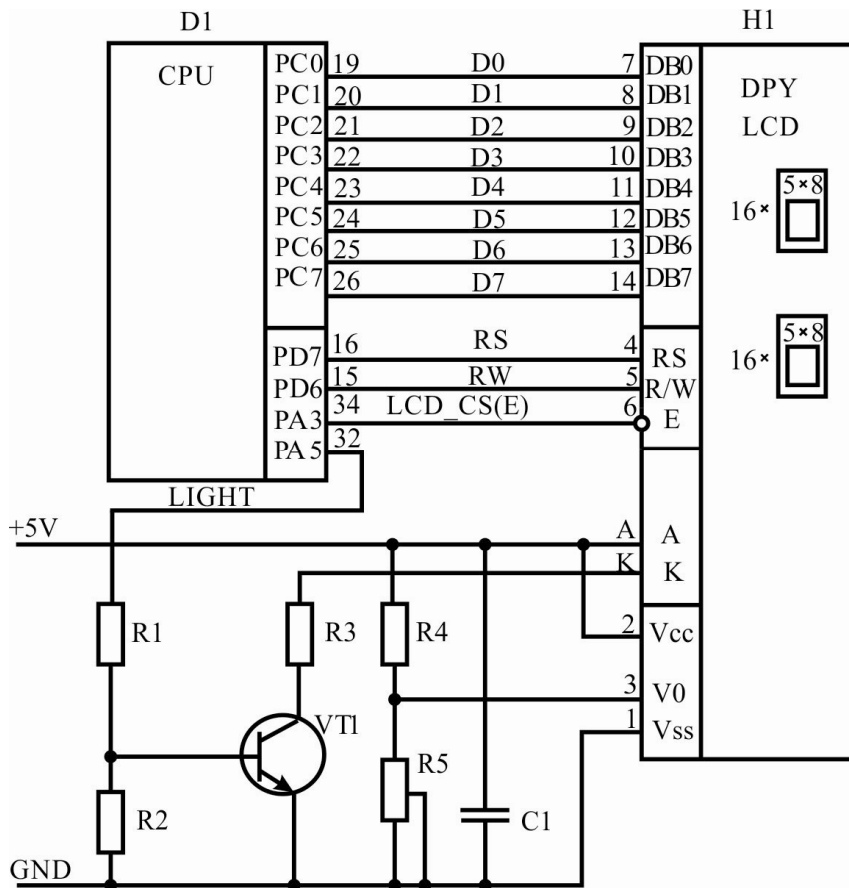 D1
H1
CPU
PC0 19 D0 7 DB0
PC1 20 D1 8 DB1
PC2 21 D2 9 DB2
PC3 22 D3 10 DB3
PC4 23 D4 11 DB4
PC5 24 D5 12 DB5
PC6 25 D6 13 DB6
PC7 26 D7 14 DB7
DPY
LCD
5×8
16×
5×8
16×
PD7 16 RS 4 RS
PD6 15 RW 5 R/W
PA3 34 LCD_CS(E) 6 E
PA5 32
LIGHT
+5V
A A
K K
R1
R3
R4
2 Vcc
3 V0
1 Vss
VT1
R5
R2
C1
GND